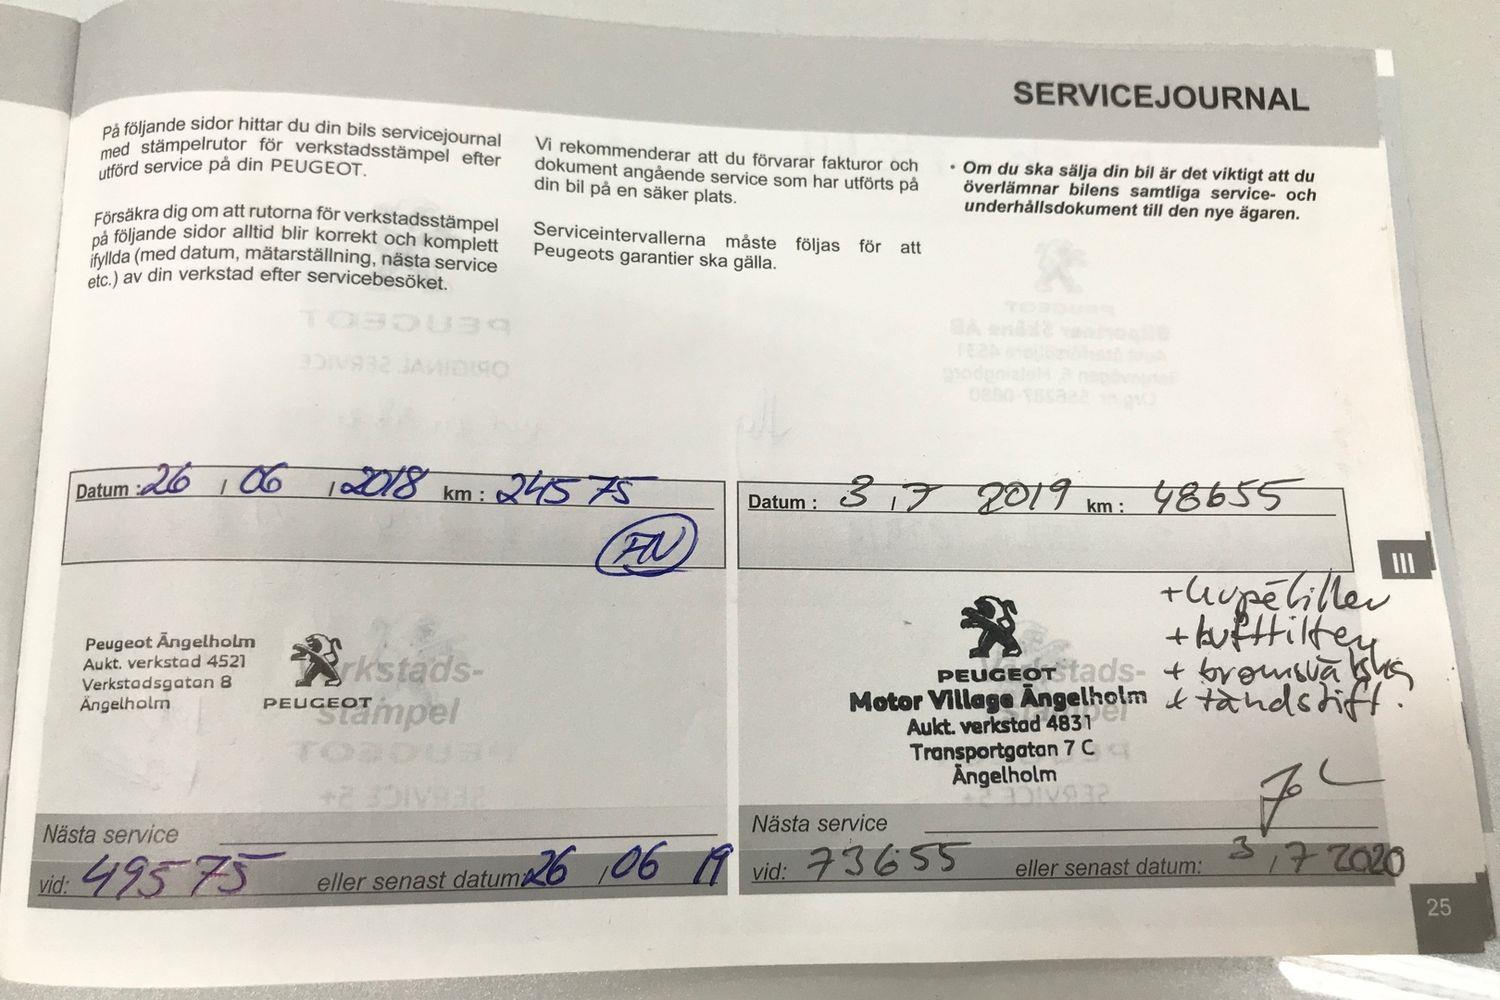 SERVICEJOURNAL
På följande sidor hittar du din bils servicejournal
med stämpelrutor för verkstadsstämpel efter
utförd service på din PEUGEOT.
Försäkra dig om att rutorna för verkstadsstämpel
på följande sidor alltid blir korrekt och komplett
ifyllda (med datum, mätarställning, nästa service
etc.) av din verkstad efter servicebesöket.
Vi rekommenderar att du förvarar fakturor och
dokument angående service som har utförts på
din bil på en säker plats.
Serviceintervallerna måste följas för att
Peugeots garantier ska gälla.
• Om du ska sälja din bil är det viktigt att du
överlämnar bilens samtliga service- och
underhållsdokument till den nye ägaren.
Datum : 26 / 06 / 2018 km : 24575
Peugeot Ängelholm
Aukt. verkstad 4521
Verkstadsgatan 8
Ängelholm
PEUGEOT
Verkstads-
stämpel
Nästa service
vid: 49575 eller senast datum: 26 / 06 19
Datum : 3 / 7 2019 km : 48655
III
+ kupéfilter
+ luftfilter
+ bromsvätska
+ tändstift.
PEUGEOT
Motor Village Ängelholm
Aukt. verkstad 4831
Transportgatan 7 C
Ängelholm
Verkstads-
stämpel
Nästa service
vid: 73655 eller senast datum: 3 / 7 2020
25